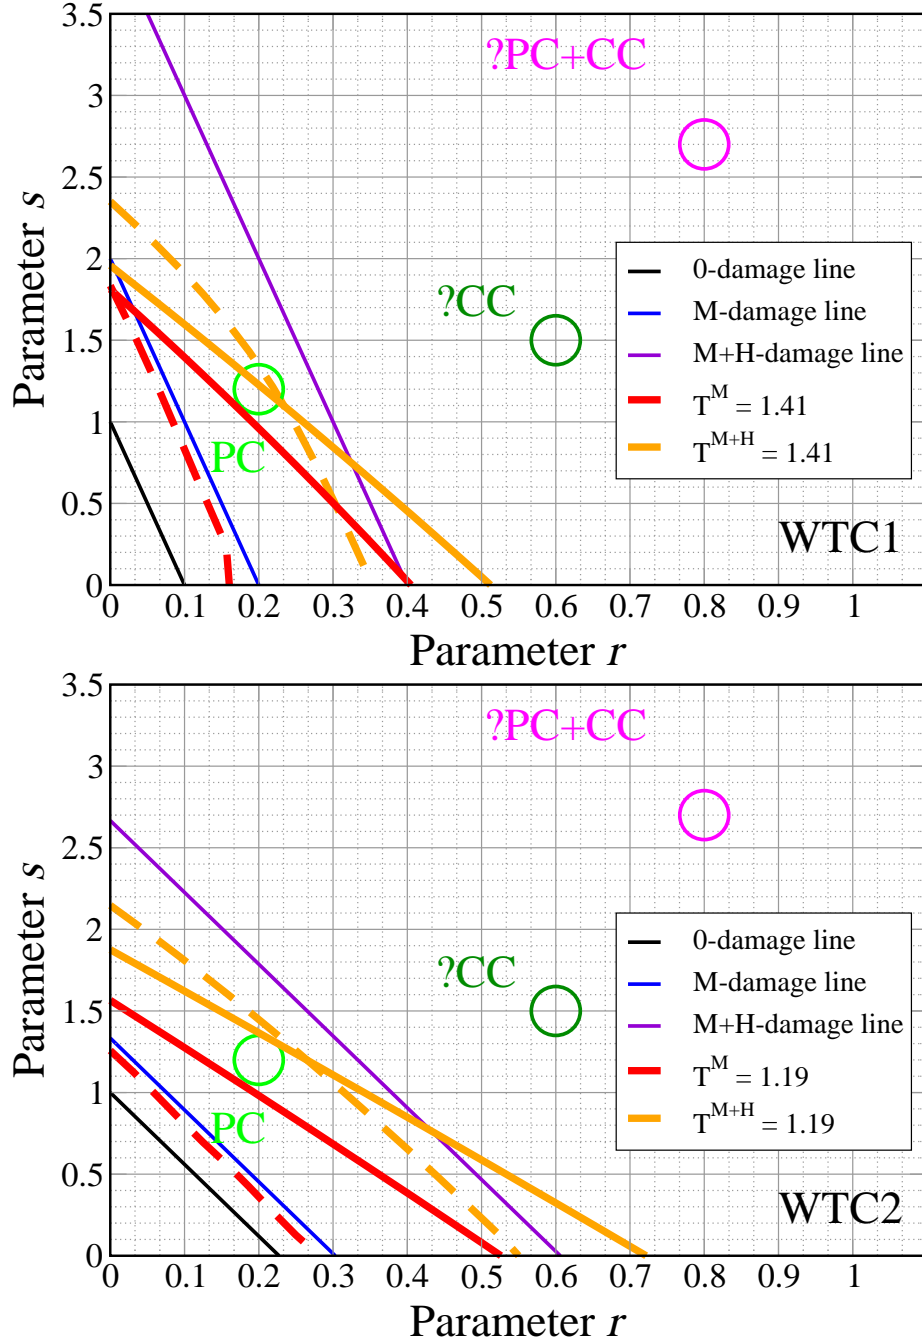 3.5
3
2.5
2
1.5
1
0.5
0
Parameter s
?PC+CC
?CC
PC
0-damage line
M-damage line
M+H-damage line
T^M = 1.41
T^M+H = 1.41
WTC1
0 0.1 0.2 0.3 0.4 0.5 0.6 0.7 0.8 0.9 1
Parameter r
3.5
3
2.5
2
1.5
1
0.5
0
Parameter s
?PC+CC
?CC
PC
0-damage line
M-damage line
M+H-damage line
T^M = 1.19
T^M+H = 1.19
WTC2
0 0.1 0.2 0.3 0.4 0.5 0.6 0.7 0.8 0.9 1
Parameter r